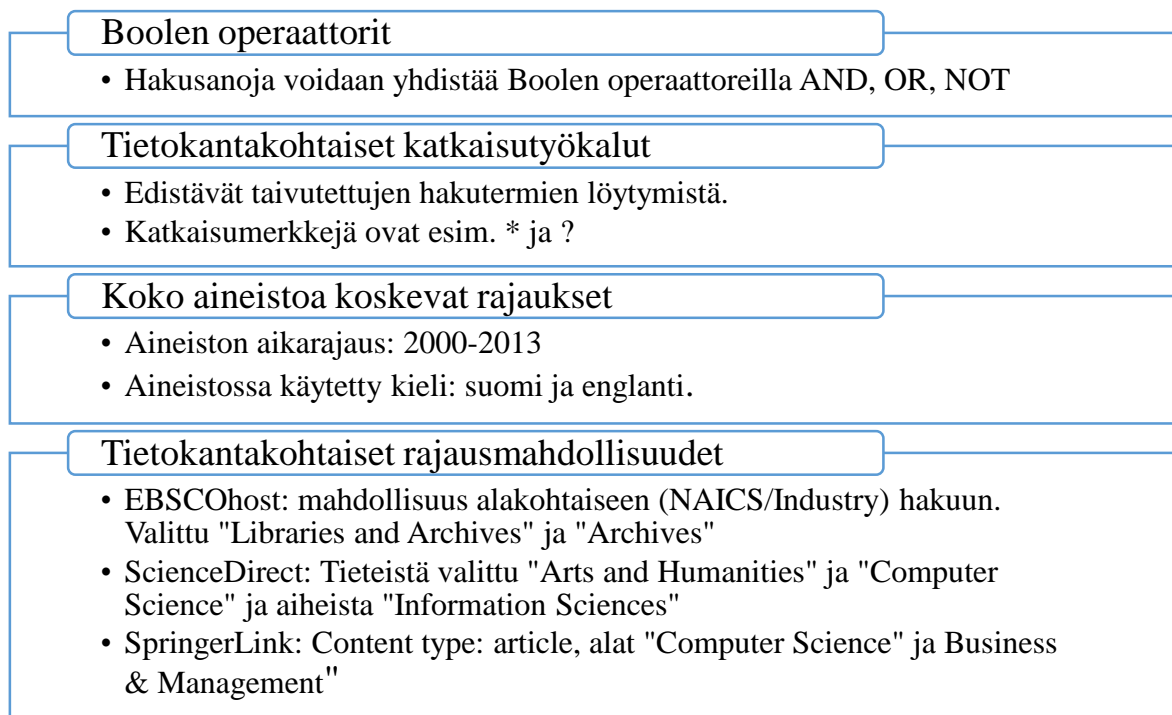 Boolen operaattorit
• Hakusanoja voidaan yhdistää Boolen operaattoreilla AND, OR, NOT
Tietokantakohtaiset katkaisutyökalut
• Edistävät taivutettujen hakutermien löytymistä.
• Katkaisumerkkejä ovat esim. * ja ?
Koko aineistoa koskevat rajaukset
• Aineiston aikarajaus: 2000-2013
• Aineistossa käytetty kieli: suomi ja englanti.
Tietokantakohtaiset rajausmahdollisuudet
• EBSCOhost: mahdollisuus alakohtaiseen (NAICS/Industry) hakuun.
Valittu "Libraries and Archives" ja "Archives"
• ScienceDirect: Tieteistä valittu "Arts and Humanities" ja "Computer
Science" ja aiheista "Information Sciences"
• SpringerLink: Content type: article, alat "Computer Science" ja Business
& Management"